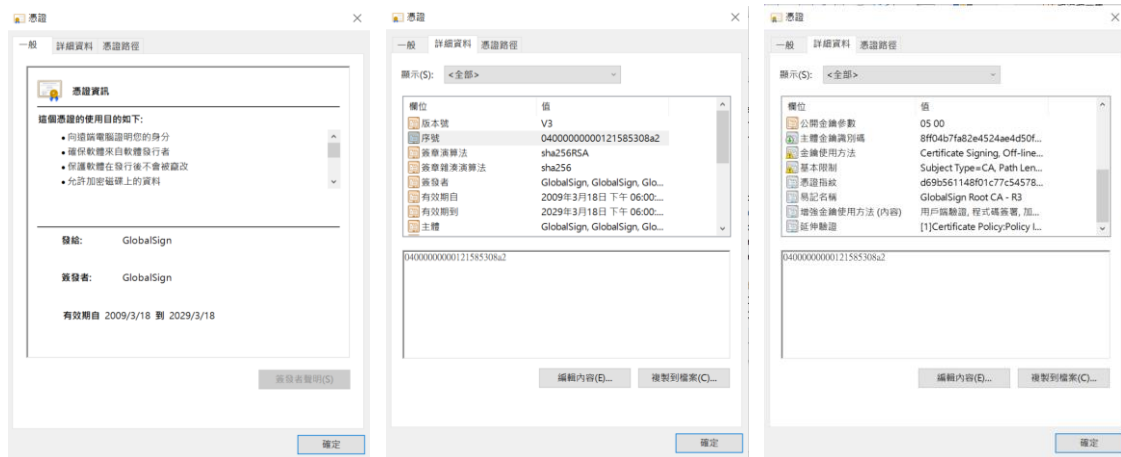 憑證
一般 詳細資料 憑證路徑
憑證資訊
這個憑證的使用目的如下:
• 向遠端電腦證明您的身分
• 確保軟體來自軟體發行者
• 保護軟體在發行後不會被竄改
• 允許加密磁碟上的資料
發給: GlobalSign
簽發者: GlobalSign
有效期自 2009/3/18 到 2029/3/18
簽發者聲明(S)
確定
憑證
一般 詳細資料 憑證路徑
顯示(S): <全部>
欄位 值
版本號 V3
序號 04000000000121585308a2
簽章演算法 sha256RSA
簽章雜湊演算法 sha256
簽發者 GlobalSign, GlobalSign, Glo...
有效期自 2009年3月18日 下午 06:00:...
有效期到 2029年3月18日 下午 06:00:...
主體 GlobalSign, GlobalSign, Glo...
04000000000121585308a2
編輯內容(E)... 複製到檔案(C)...
確定
憑證
一般 詳細資料 憑證路徑
顯示(S): <全部>
欄位 值
公開金鑰參數 05 00
主體金鑰識別碼 8ff04b7fa82e4524ae4d50f...
金鑰使用方法 Certificate Signing, Off-line...
基本限制 Subject Type=CA, Path Len...
憑證指紋 d69b561148f01c77c54578...
易記名稱 GlobalSign Root CA - R3
增強金鑰使用方法 (內容) 用戶端驗證, 程式碼簽署, 加...
延伸驗證 [1]Certificate Policy:Policy I...
04000000000121585308a2
編輯內容(E)... 複製到檔案(C)...
確定